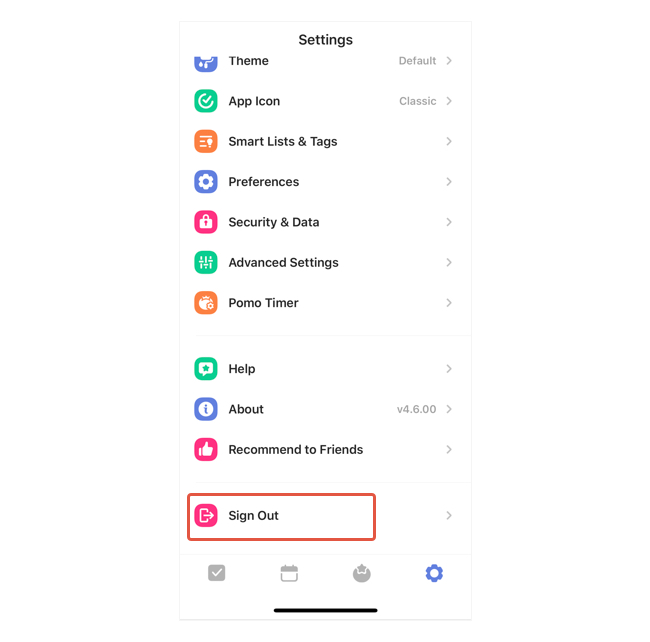 Settings
Theme Default
App Icon Classic
Smart Lists & Tags
Preferences
Security & Data
Advanced Settings
Pomo Timer
Help
About v4.6.00
Recommend to Friends
Sign Out